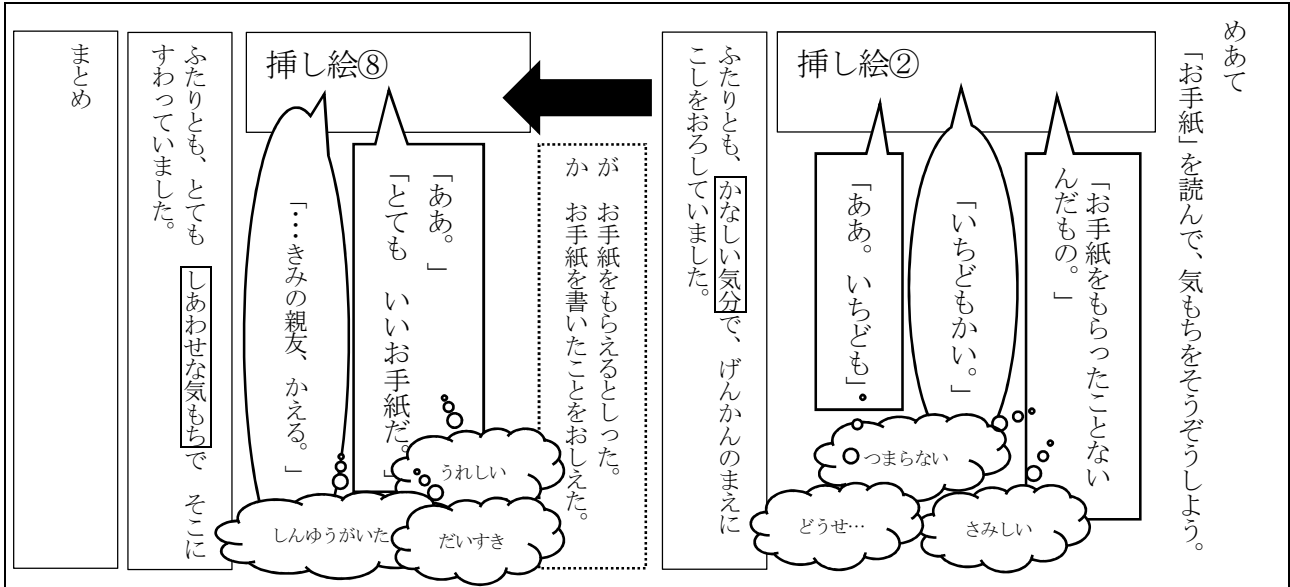 めあて
「お手紙」を読んで、気もちをそうぞうしよう。
挿し絵②
「お手紙をもらったことない
んだもの。」
「いちどもかい。」
「ああ。いちども」
さみしい
つまらない
どうせ…
ふたりとも、かなしい気分で、げんかんのまえに
こしをおろしていました。
が お手紙をもらえるとしった。
か お手紙を書いたことをおしえた。
挿し絵⑧
「ああ。」
「とても いいお手紙だ。」
「…きみの親友、かえる。」
うれしい
だいすき
しんゆうがいた
ふたりとも、とても しあわせな気もちで そこに
すわっていました。
まとめ